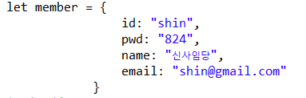 let member = {
id: "shin",
pwd: "824",
name: "신사임당",
email: "shin@gmail.com"
}